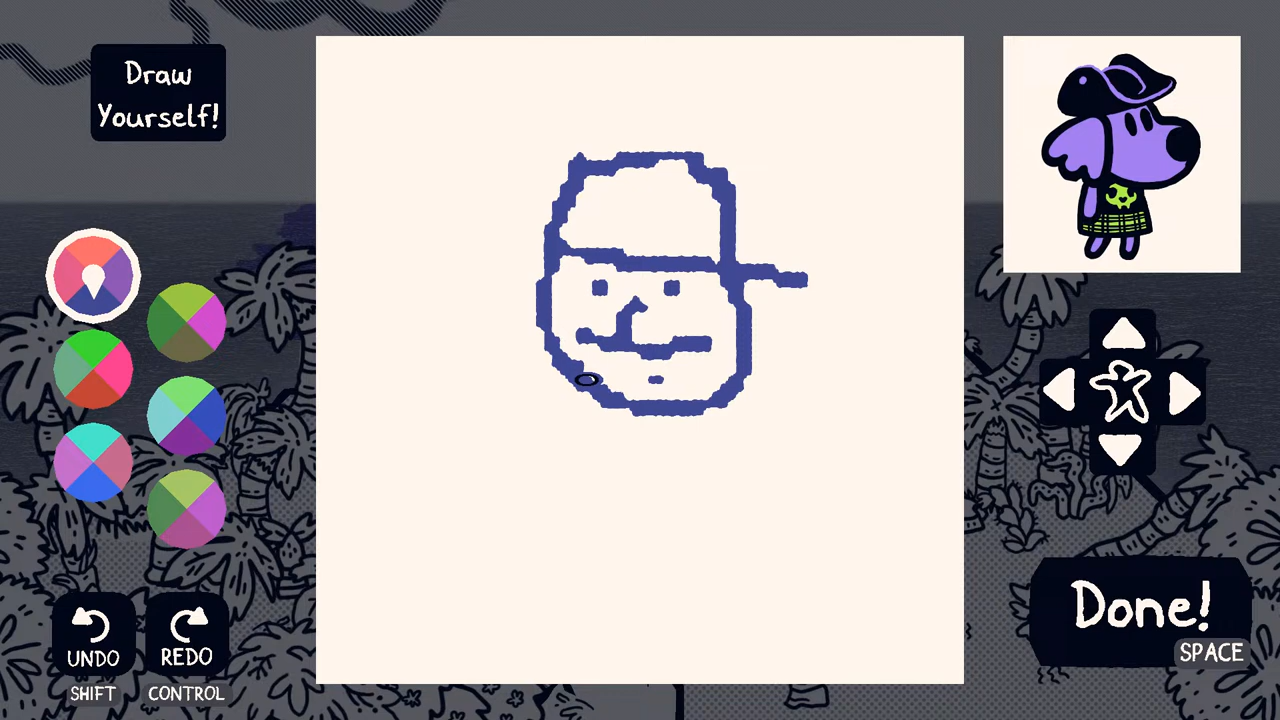 Draw
Yourself!
UNDO
REDO
SHIFT
CONTROL
Done!
SPACE